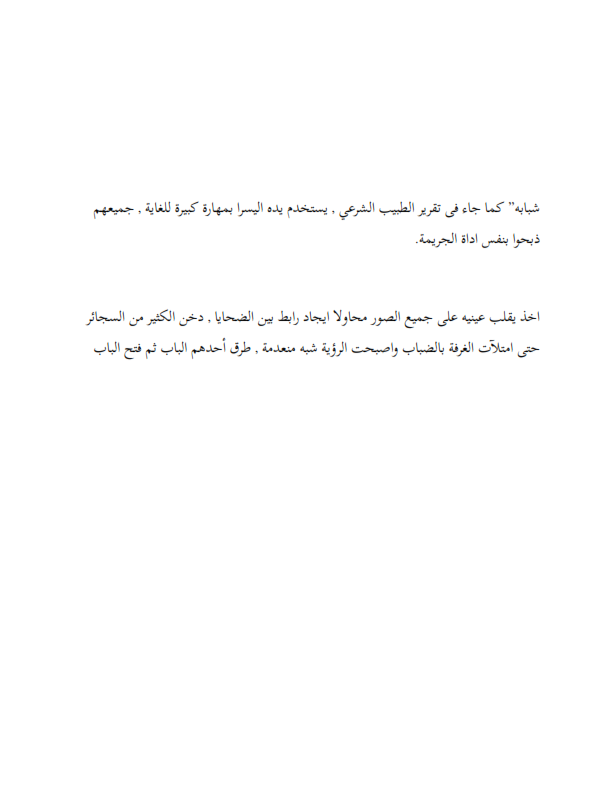 شبابه" كما جاء فى تقرير الطبيب الشرعي , يستخدم يده اليسرا بمهارة كبيرة للغاية , جميعهم
ذبحوا بنفس اداة الجريمة.
اخذ يقلب عينيه على جميع الصور محاولا ايجاد رابط بين الضحايا , دخن الكثير من السجائر
حتى امتلآت الغرفة بالضباب واصبحت الرؤية شبه منعدمة , طرق أحدهم الباب ثم فتح الباب